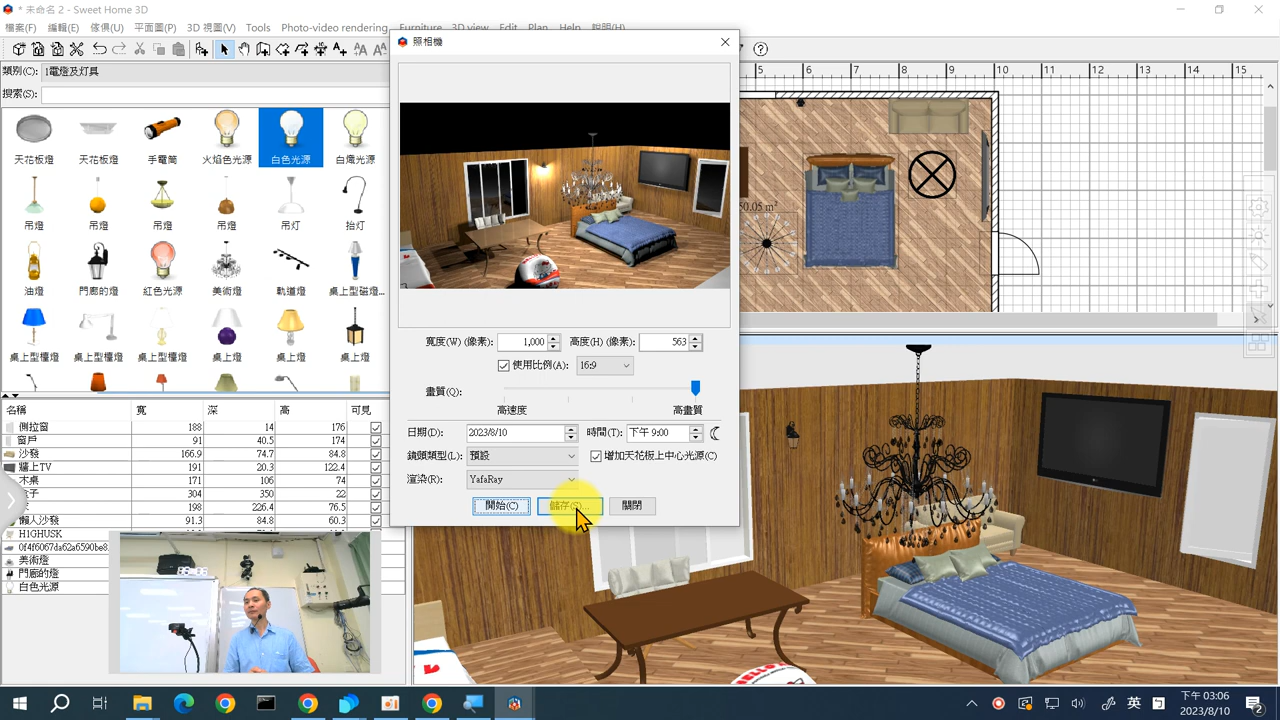 * 未命名 2 - Sweet Home 3D
檔案(F) 編輯(E) 傢俱(U) 平面圖(P) 3D 視圖(V) Tools Photo-video rendering Furniture 3D view Edit Plan Help 說明(H)
照相機
類別(C): 1電燈及灯具
搜索(S):
5 6 7 8 9 10 11 12 13 14 15
天花板燈 天花板燈 手電筒 火焰色光源 白色光源 白熾光源
吊燈 吊燈 吊燈 吊燈 吊灯 抬灯
油燈 門廊的燈 紅色光源 美術燈 軌道燈 桌上型磁燈...
桌上型檯燈 桌上型檯燈 桌上型檯燈 桌上燈 桌上燈 桌上燈
寬度(W) (像素): 1,000 高度(H) (像素): 563
使用比例(A): 16:9
畫質(Q):
高速度 高畫質
日期(D): 2023/8/10 時間(T): 下午 9:00
鏡頭類型(L): 預設 增加天花板上中心光源(C)
渲染(R): YafaRay
開始(C) 儲存(S)... 關閉
名稱 寬 深 高 可見
側拉窗 188 14 176
窗戶 91 40.5 174
沙發 166.9 74.7 84.8
牆上TV 191 20.3 122.4
木桌 171 106 74
304 350 22
198 226.4 76.5
懶人沙發 91.3 84.8 60.3
H1GHUSK
0f4f6067da62a6590be8
美術燈
門廊的燈
白色光源
英
下午 03:06
2023/8/10
2